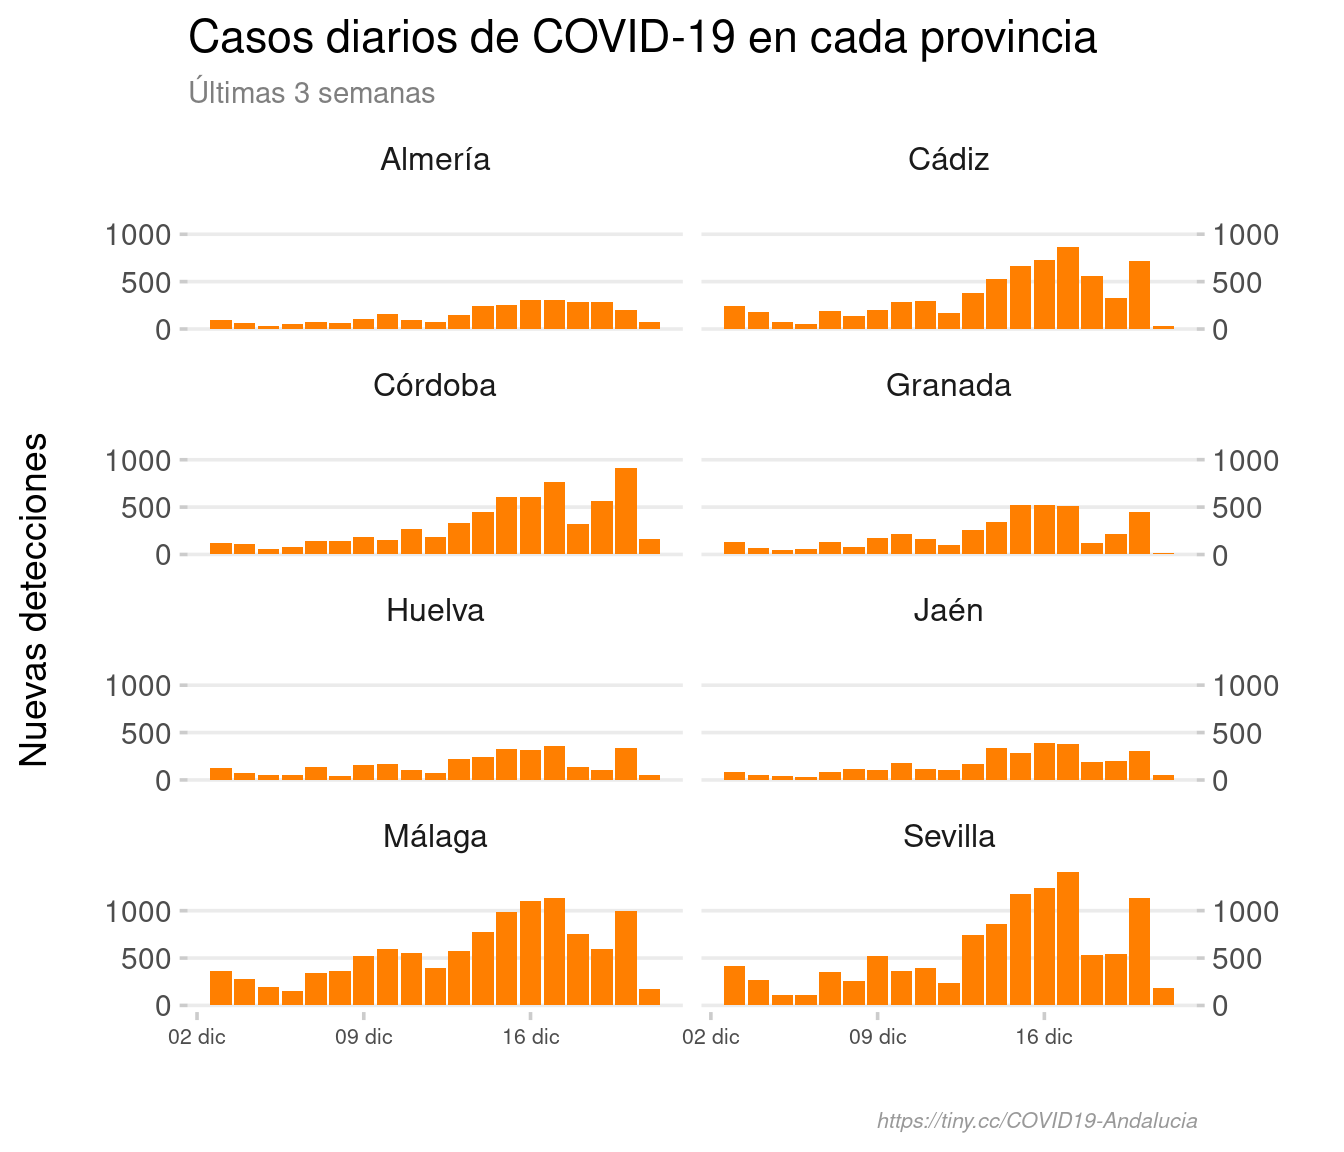 Casos diarios de COVID-19 en cada provincia
Últimas 3 semanas
Almería
Cádiz
1000
500
0
1000
500
0
Córdoba
Granada
1000
500
0
1000
500
0
Nuevas detecciones
Huelva
Jaén
1000
500
0
1000
500
0
Málaga
Sevilla
1000
500
0
1000
500
0
02 dic
09 dic
16 dic
02 dic
09 dic
16 dic
https://tiny.cc/COVID19-Andalucia